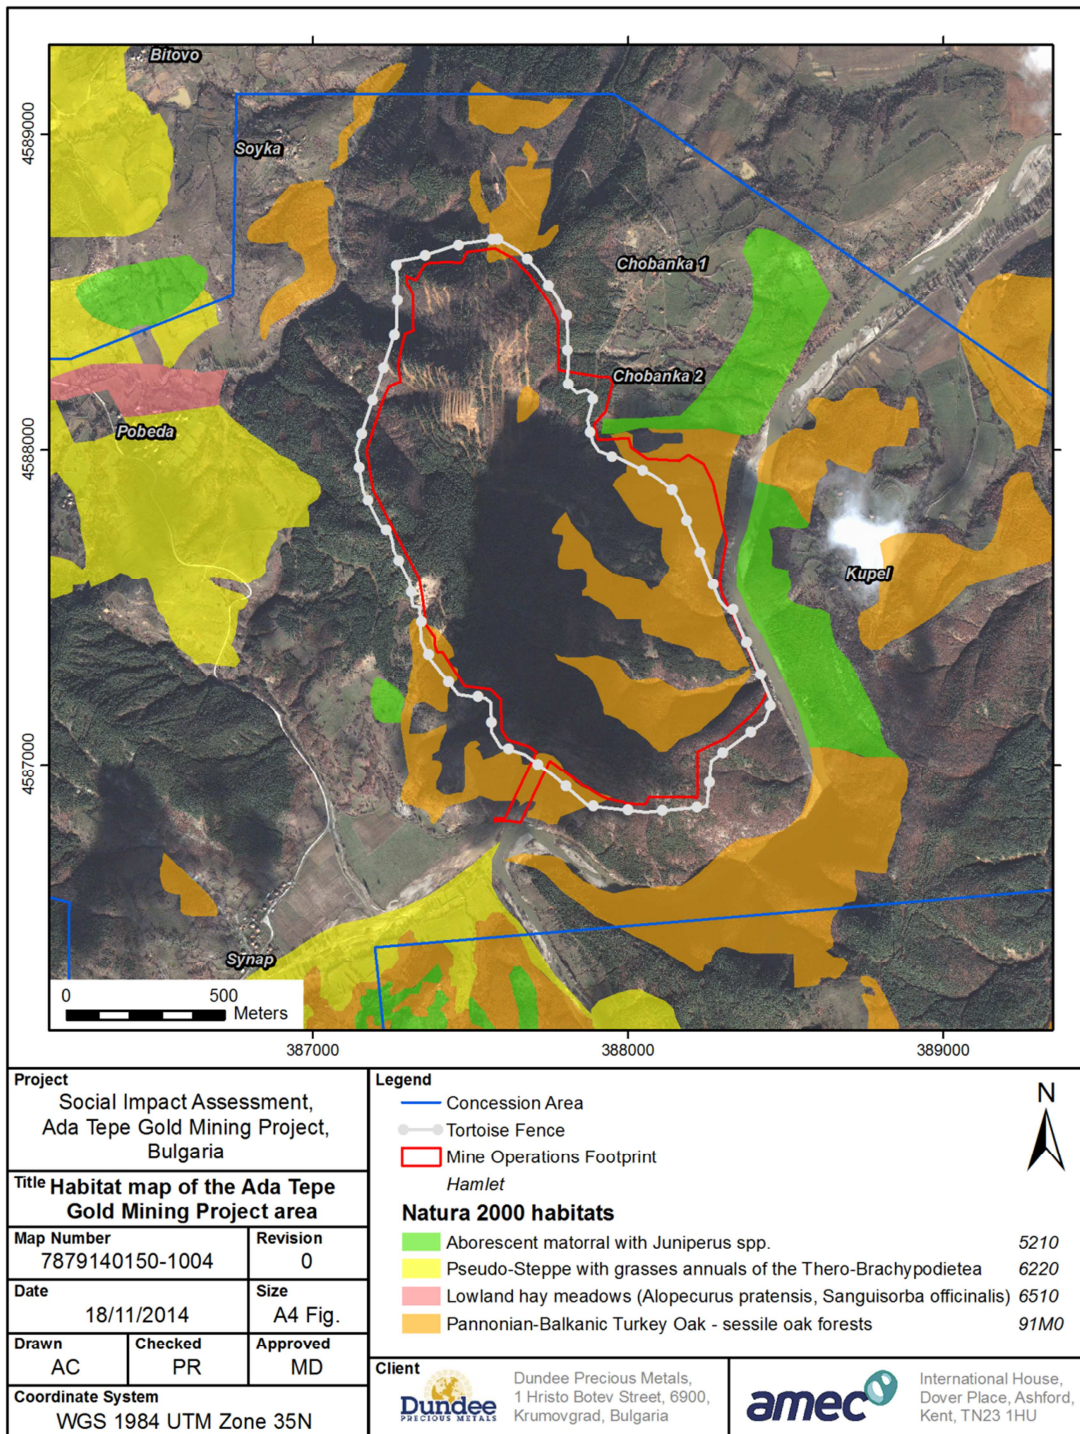 Bitovo
4589000
Soyka
Chobanka 1
Chobanka 2
Pobeda
4588000
Kupel
4587000
Synap
0 500
Meters
387000 388000 389000
Project
Social Impact Assessment,
Ada Tepe Gold Mining Project,
Bulgaria
Title Habitat map of the Ada Tepe
Gold Mining Project area
Map Number Revision
7879140150-1004 0
Date Size
18/11/2014 A4 Fig.
Drawn Checked Approved
AC PR MD
Coordinate System
WGS 1984 UTM Zone 35N
Legend
N
Concession Area
Tortoise Fence
Mine Operations Footprint
Hamlet
Natura 2000 habitats
Aborescent matorral with Juniperus spp. 5210
Pseudo-Steppe with grasses annuals of the Thero-Brachypodietea 6220
Lowland hay meadows (Alopecurus pratensis, Sanguisorba officinalis) 6510
Pannonian-Balkanic Turkey Oak - sessile oak forests 91M0
Client
Dundee
PRECIOUS METALS
Dundee Precious Metals,
1 Hristo Botev Street, 6900,
Krumovgrad, Bulgaria
amec
International House,
Dover Place, Ashford,
Kent, TN23 1HU